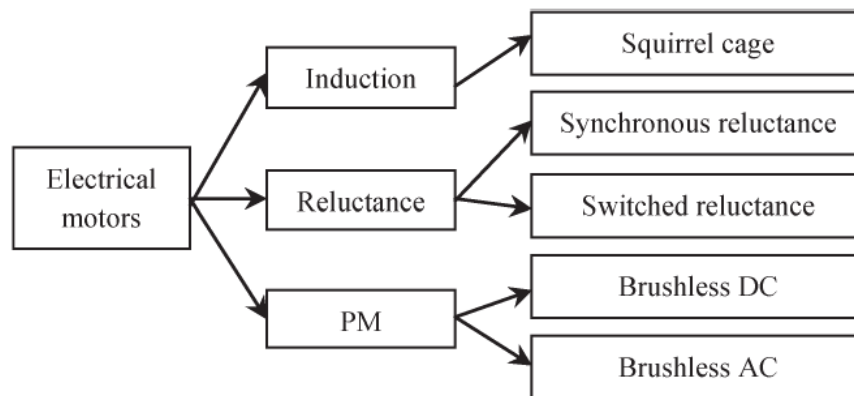 Electrical
motors
Induction
Reluctance
PM
Squirrel cage
Synchronous reluctance
Switched reluctance
Brushless DC
Brushless AC